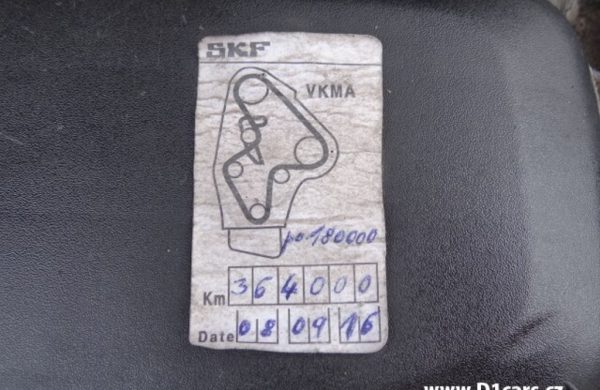 SKF
VKMA
po 180000
Km 364000
Date 08 09 16
www.D1cars.cz